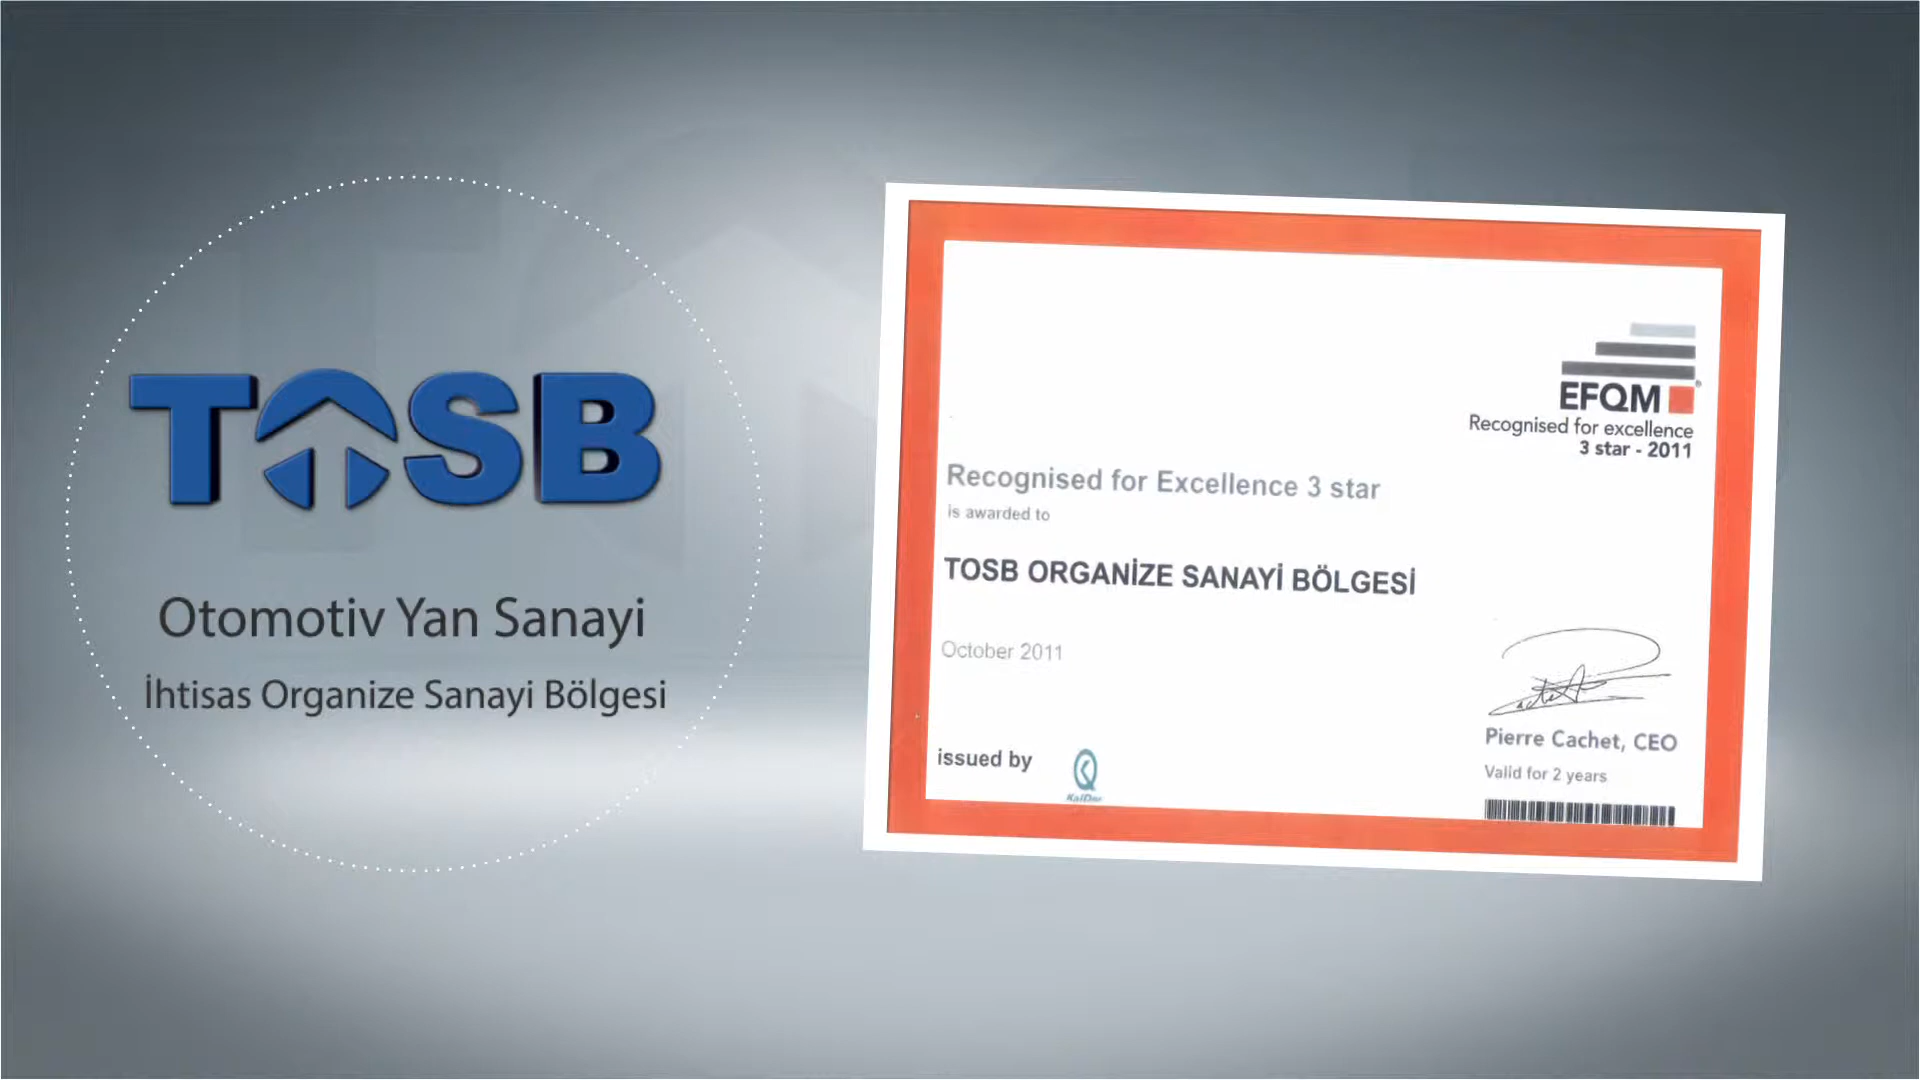 TOSB
Otomotiv Yan Sanayi
İhtisas Organize Sanayi Bölgesi
EFQM
Recognised for excellence
3 star - 2011
Recognised for Excellence 3 star
is awarded to
TOSB ORGANİZE SANAYİ BÖLGESİ
October 2011
Pierre Cachet, CEO
Valid for 2 years
issued by
KalDer